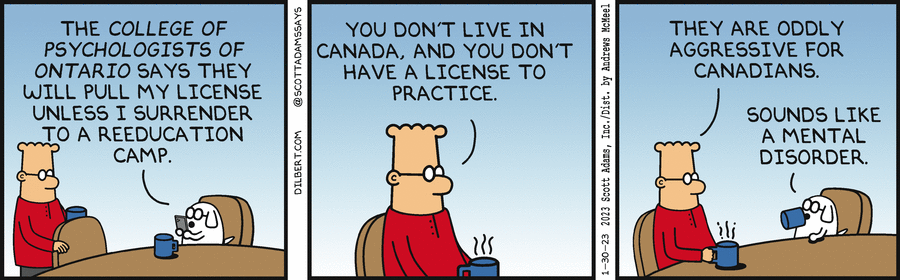 THE COLLEGE OF
PSYCHOLOGISTS OF
ONTARIO SAYS THEY
WILL PULL MY LICENSE
UNLESS I SURRENDER
TO A REEDUCATION
CAMP.
DILBERT.COM @SCOTTADAMSSAYS
YOU DON'T LIVE IN
CANADA, AND YOU DON'T
HAVE A LICENSE TO
PRACTICE.
1-30-23 2023 Scott Adams, Inc./Dist. by Andrews McMeel
THEY ARE ODDLY
AGGRESSIVE FOR
CANADIANS.
SOUNDS LIKE
A MENTAL
DISORDER.